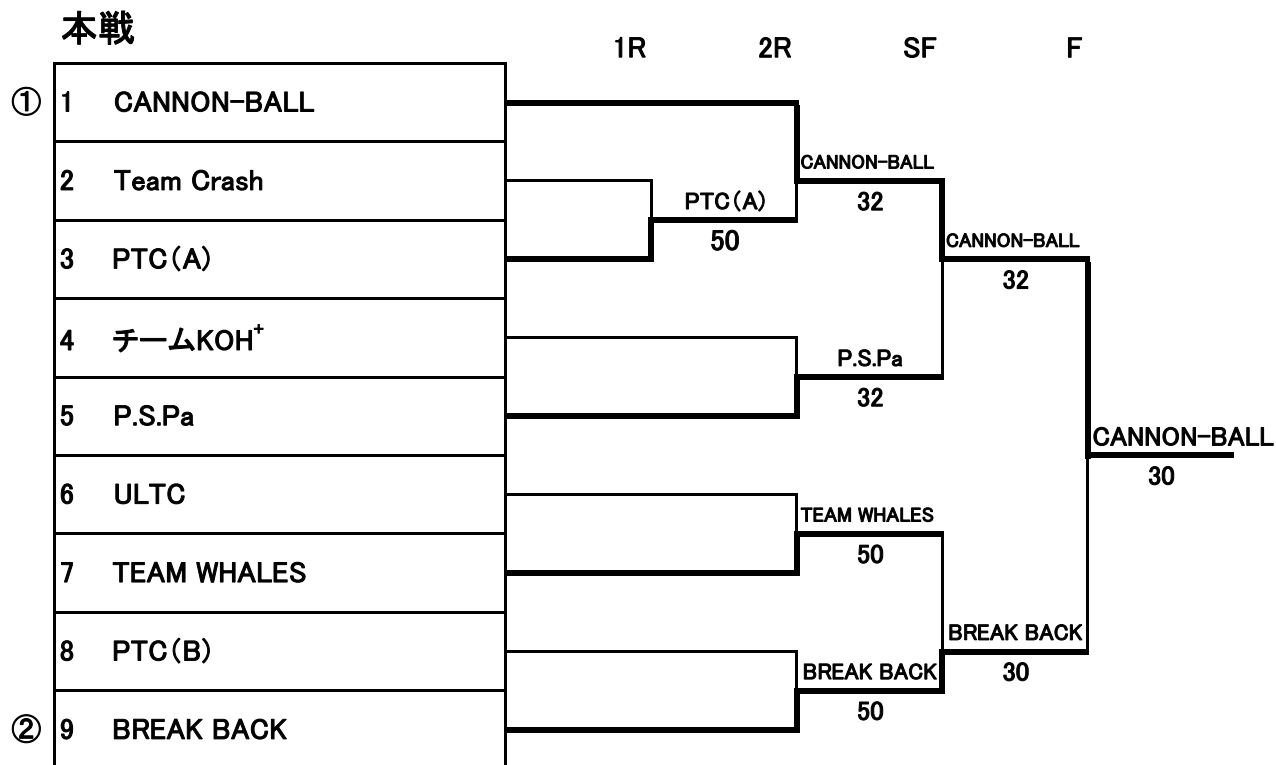 本戦
1R 2R SF F
① 1 CANNON-BALL
2 Team Crash
3 PTC(A)
4 チームKOH⁺
5 P.S.Pa
6 ULTC
7 TEAM WHALES
8 PTC(B)
② 9 BREAK BACK
PTC(A)
50
CANNON-BALL
32
P.S.Pa
32
TEAM WHALES
50
BREAK BACK
50
CANNON-BALL
32
BREAK BACK
30
CANNON-BALL
30